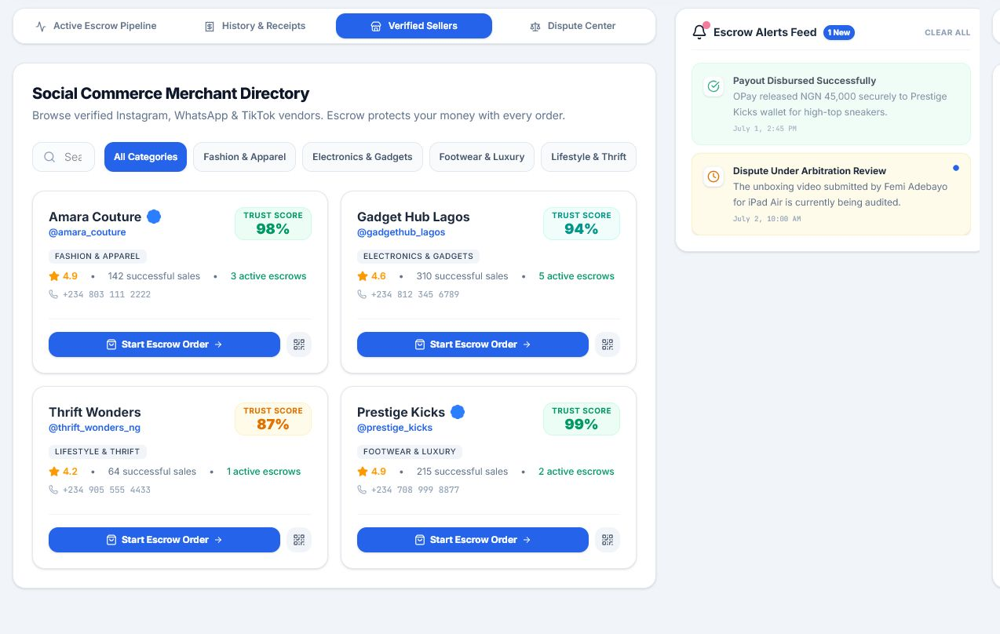 Active Escrow Pipeline
History & Receipts
Verified Sellers
Dispute Center
Social Commerce Merchant Directory
Browse verified Instagram, WhatsApp & TikTok vendors. Escrow protects your money with every order.
Sea
All Categories
Fashion & Apparel
Electronics & Gadgets
Footwear & Luxury
Lifestyle & Thrift
Amara Couture
@amara_couture
TRUST SCORE
98%
FASHION & APPAREL
4.9 • 142 successful sales • 3 active escrows
+234 803 111 2222
Start Escrow Order →
Gadget Hub Lagos
@gadgethub_lagos
TRUST SCORE
94%
ELECTRONICS & GADGETS
4.6 • 310 successful sales • 5 active escrows
+234 812 345 6789
Start Escrow Order →
Thrift Wonders
@thrift_wonders_ng
TRUST SCORE
87%
LIFESTYLE & THRIFT
4.2 • 64 successful sales • 1 active escrows
+234 905 555 4433
Start Escrow Order →
Prestige Kicks
@prestige_kicks
TRUST SCORE
99%
FOOTWEAR & LUXURY
4.9 • 215 successful sales • 2 active escrows
+234 708 999 8877
Start Escrow Order →
Escrow Alerts Feed
1 New
CLEAR ALL
Payout Disbursed Successfully
OPay released NGN 45,000 securely to Prestige
Kicks wallet for high-top sneakers.
July 1, 2:45 PM
Dispute Under Arbitration Review
The unboxing video submitted by Femi Adebayo
for iPad Air is currently being audited.
July 2, 10:00 AM